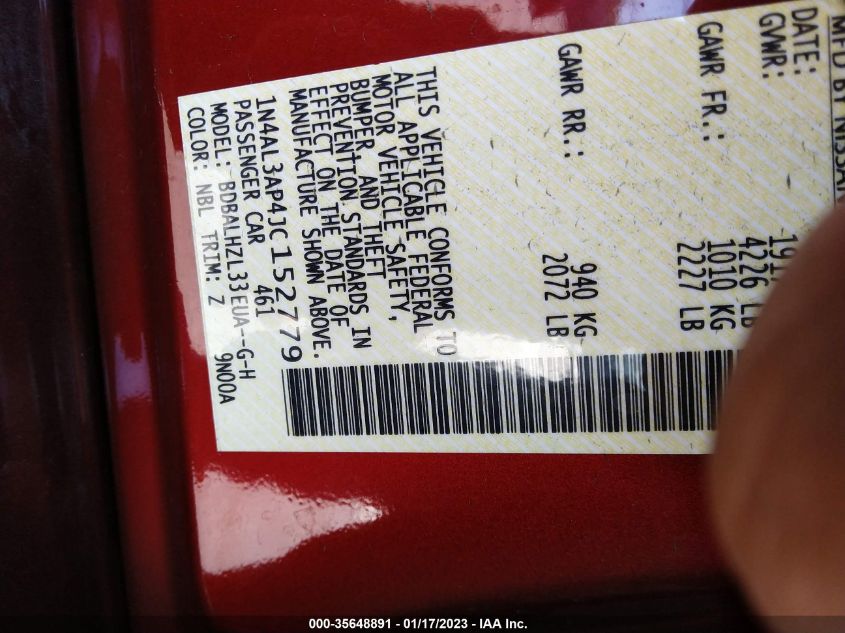 MFD BY NISSAN
DATE:
GVWR: 4226 LB
GAWR FR.: 1010 KG
2227 LB
GAWR RR.: 940 KG
2072 LB
THIS VEHICLE CONFORMS TO
ALL APPLICABLE FEDERAL
MOTOR VEHICLE SAFETY,
BUMPER, AND THEFT
PREVENTION STANDARDS IN
EFFECT ON THE DATE OF
MANUFACTURE SHOWN ABOVE.
1N4AL3AP4JC152779
PASSENGER CAR 461
MODEL: BDBALHZL33EUA--G-H
COLOR: NBL TRIM: Z 9N00A
000-35648891 - 01/17/2023 - IAA Inc.